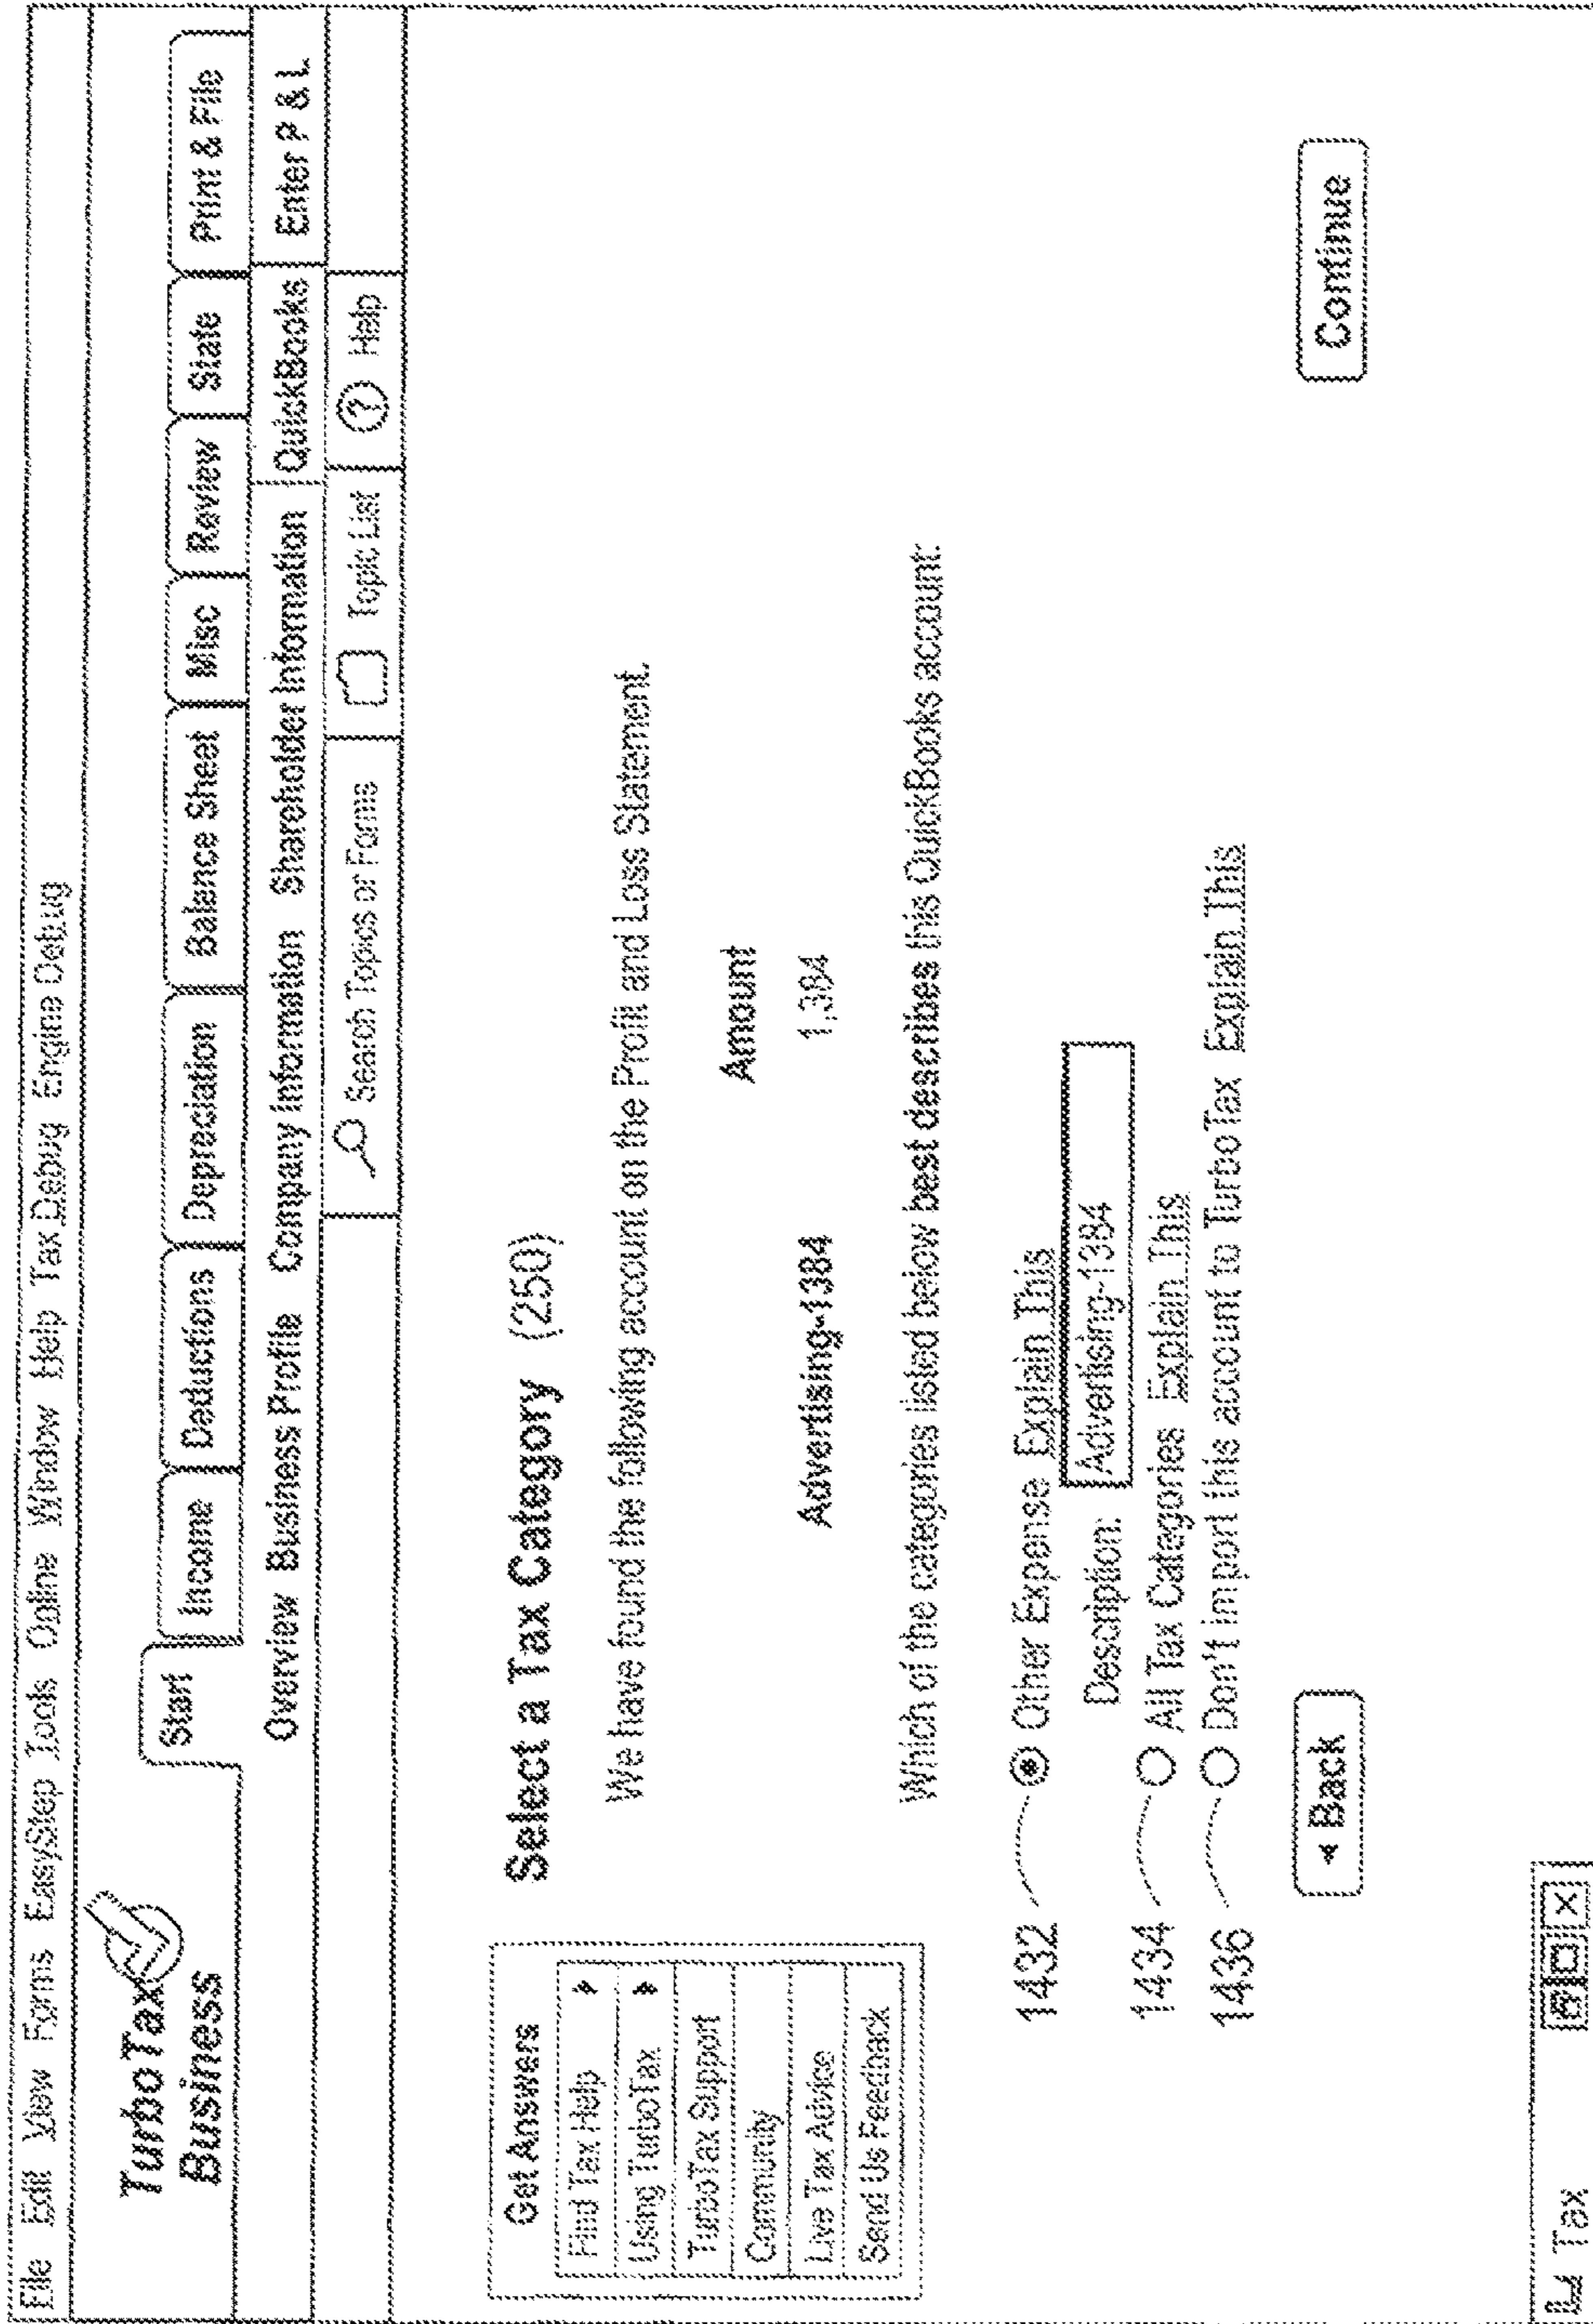 File Edit View Forms EasyStep Tools Online Window Help Tax Debug Engine Debug
TurboTax
Business
Start Income Deductions Depreciation Balance Sheet Misc Review State Print & File
Overview Business Profile Company Information Shareholder Information QuickBooks Enter P & L
Search Topics or Forms Topic List ? Help
Get Answers
Find Tax Help
Using TurboTax
TurboTax Support
Community
Live Tax Advice
Send Us Feedback
Select a Tax Category (250)
We have found the following account on the Profit and Loss Statement.
Amount
Advertising-1384 1,384
Which of the categories listed below best describes this QuickBooks account:
1432 Other Expense Explain This
Description: Advertising-1384
1434 All Tax Categories Explain This
1436 Don't import this account to TurboTax Explain This
Back Continue
Tax